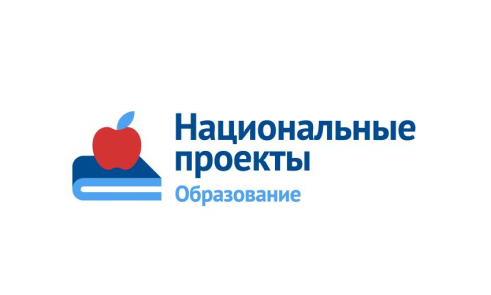 Национальные
проекты
Образование